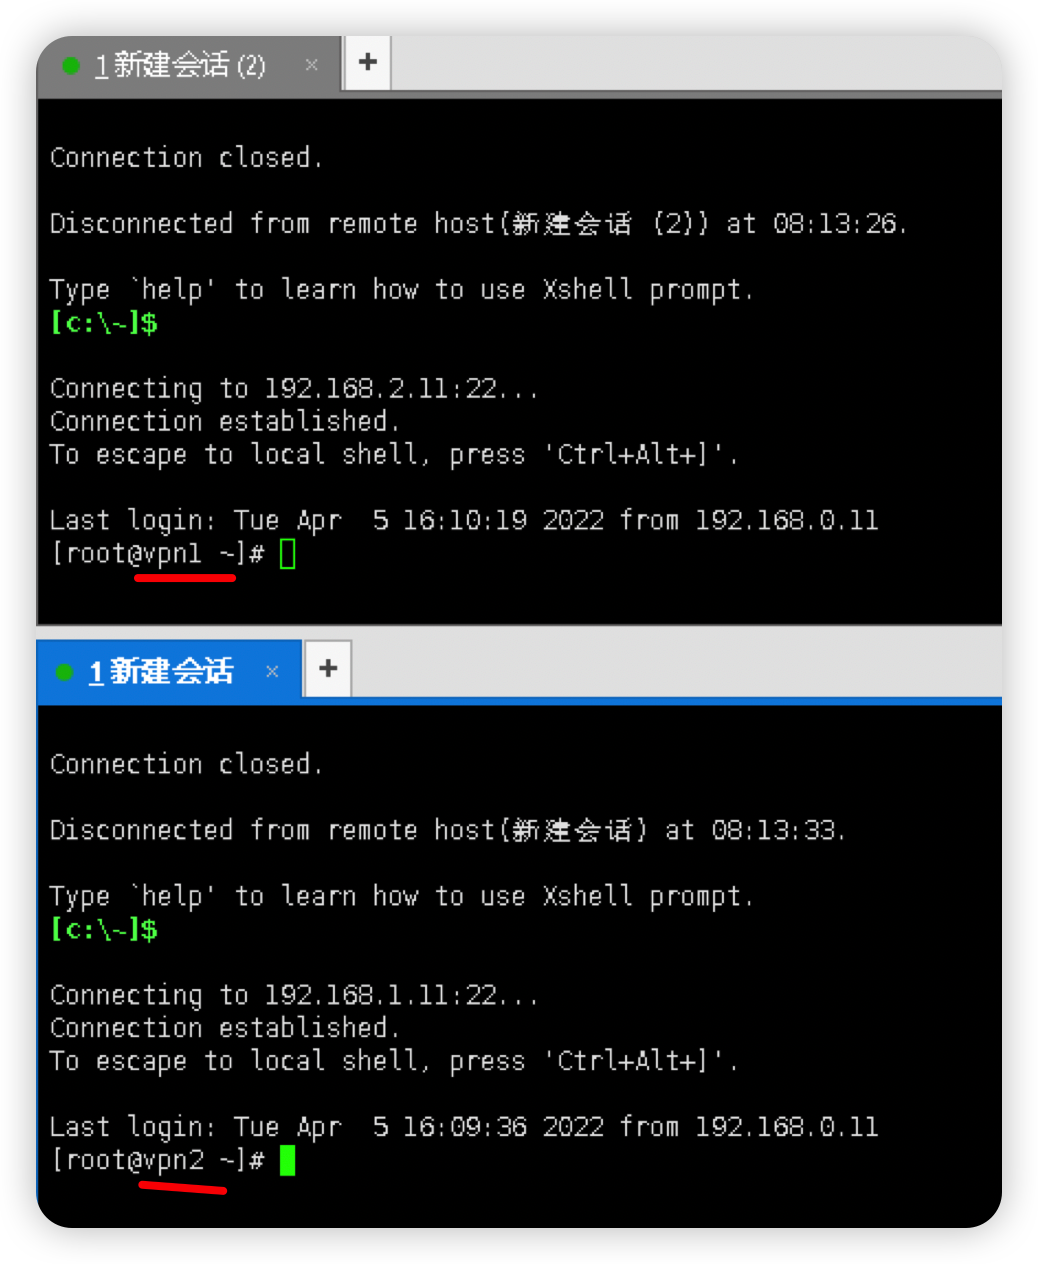 1 新建会话 (2) × +
Connection closed.
Disconnected from remote host(新建会话 (2)) at 08:13:26.
Type `help' to learn how to use Xshell prompt.
[c:\~]$
Connecting to 192.168.2.11:22...
Connection established.
To escape to local shell, press 'Ctrl+Alt+]'.
Last login: Tue Apr  5 16:10:19 2022 from 192.168.0.11
[root@vpn1 ~]#
1 新建会话 × +
Connection closed.
Disconnected from remote host(新建会话) at 08:13:33.
Type `help' to learn how to use Xshell prompt.
[c:\~]$
Connecting to 192.168.1.11:22...
Connection established.
To escape to local shell, press 'Ctrl+Alt+]'.
Last login: Tue Apr  5 16:09:36 2022 from 192.168.0.11
[root@vpn2 ~]#